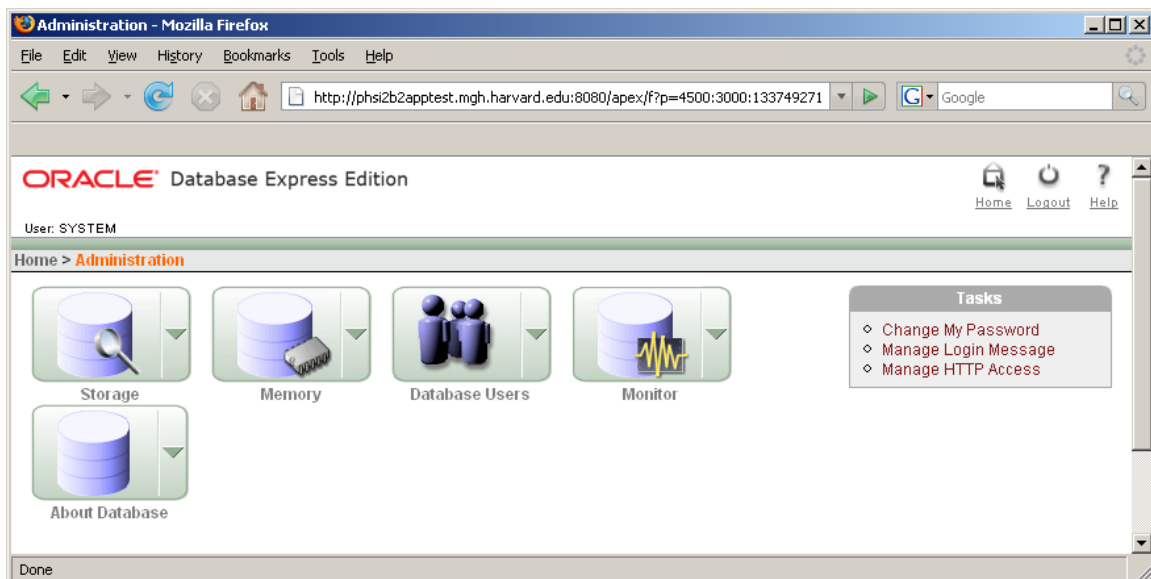 Administration - Mozilla Firefox
File Edit View History Bookmarks Tools Help
http://phsi2b2apptest.mgh.harvard.edu:8080/apex/f?p=4500:3000:133749271
G Google
ORACLE Database Express Edition
Home Logout Help
User: SYSTEM
Home > Administration
Tasks
Change My Password
Manage Login Message
Manage HTTP Access
Storage Memory Database Users Monitor
About Database
Done